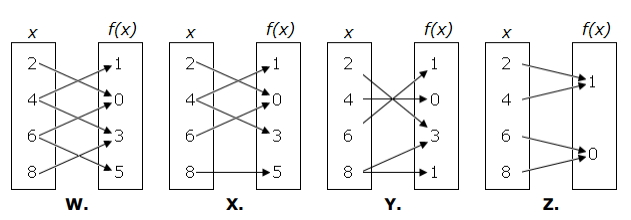 x f(x) x f(x) x f(x) x f(x)
2 1 2 1 2 1 2 1
4 0 4 0 4 0 4
6 3 6 3 6 3 6 0
8 5 8 5 8 1 8
W. X. Y. Z.